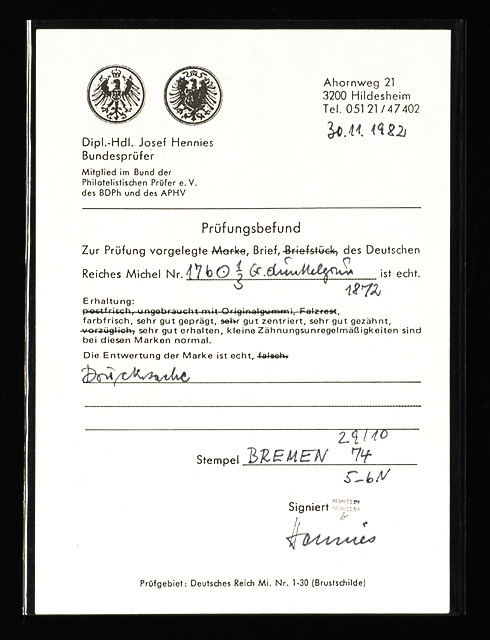 Ahornweg 21
3200 Hildesheim
Tel. 05121/47402
30.11.1982
Dipl.-Hdl. Josef Hennies
Bundesprüfer
Mitglied im Bund der
Philatelistischen Prüfer e. V.
des BDPh und des APHV
Prüfungsbefund
Zur Prüfung vorgelegte Marke, Brief, Briefstück, des Deutschen
Reiches Michel Nr. 17b 1/3 Gr. dunkelgrün ist echt.
1872
Erhaltung:
postfrisch, ungebraucht mit Originalgummi, Falzrest,
farbfrisch, sehr gut geprägt, sehr gut zentriert, sehr gut gezähnt,
vorzüglich, sehr gut erhalten, kleine Zähnungsunregelmäßigkeiten sind
bei diesen Marken normal.
Die Entwertung der Marke ist echt, falsch.
Drucksache
29/10
Stempel BREMEN 74
5-6N
Signiert
Hennies
Prüfgebiet: Deutsches Reich Mi. Nr. 1-30 (Brustschilde)